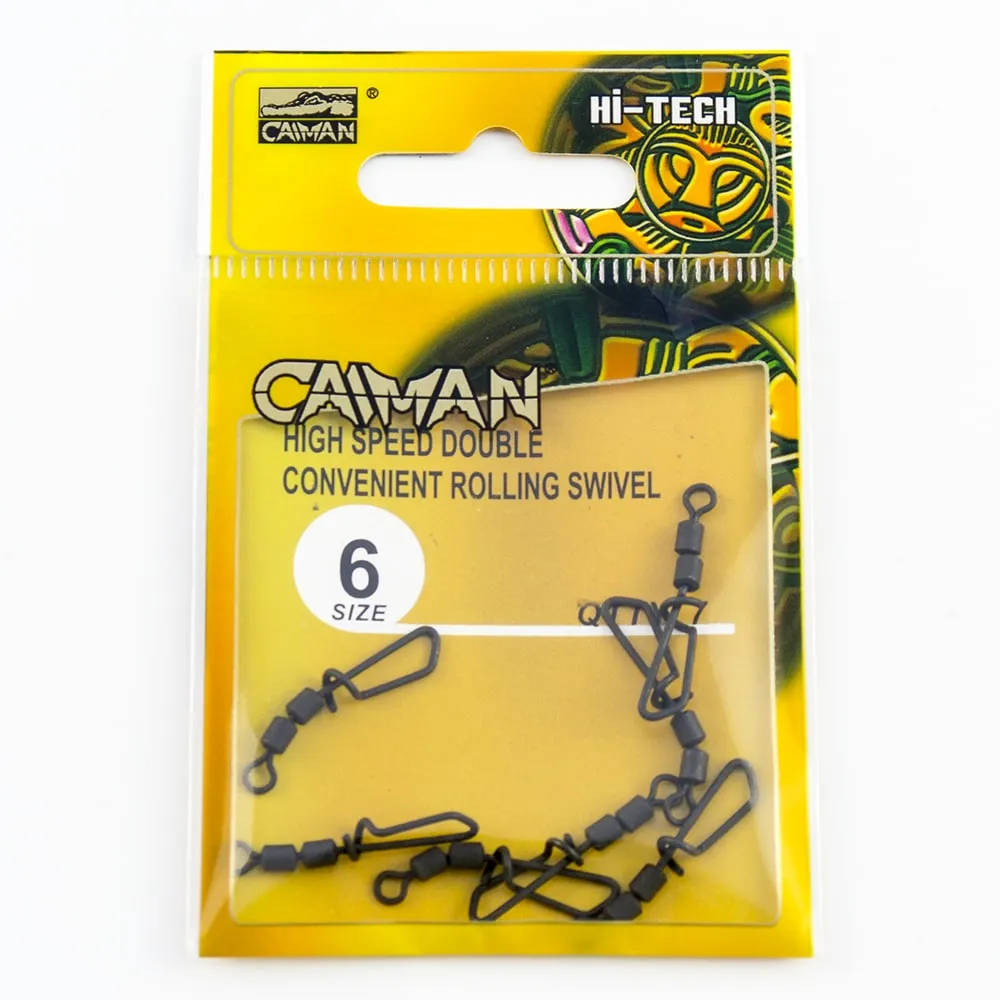 CAIMAN ®
Hi-TECH
CAIMAN
HIGH SPEED DOUBLE
CONVENIENT ROLLING SWIVEL
6
SIZE